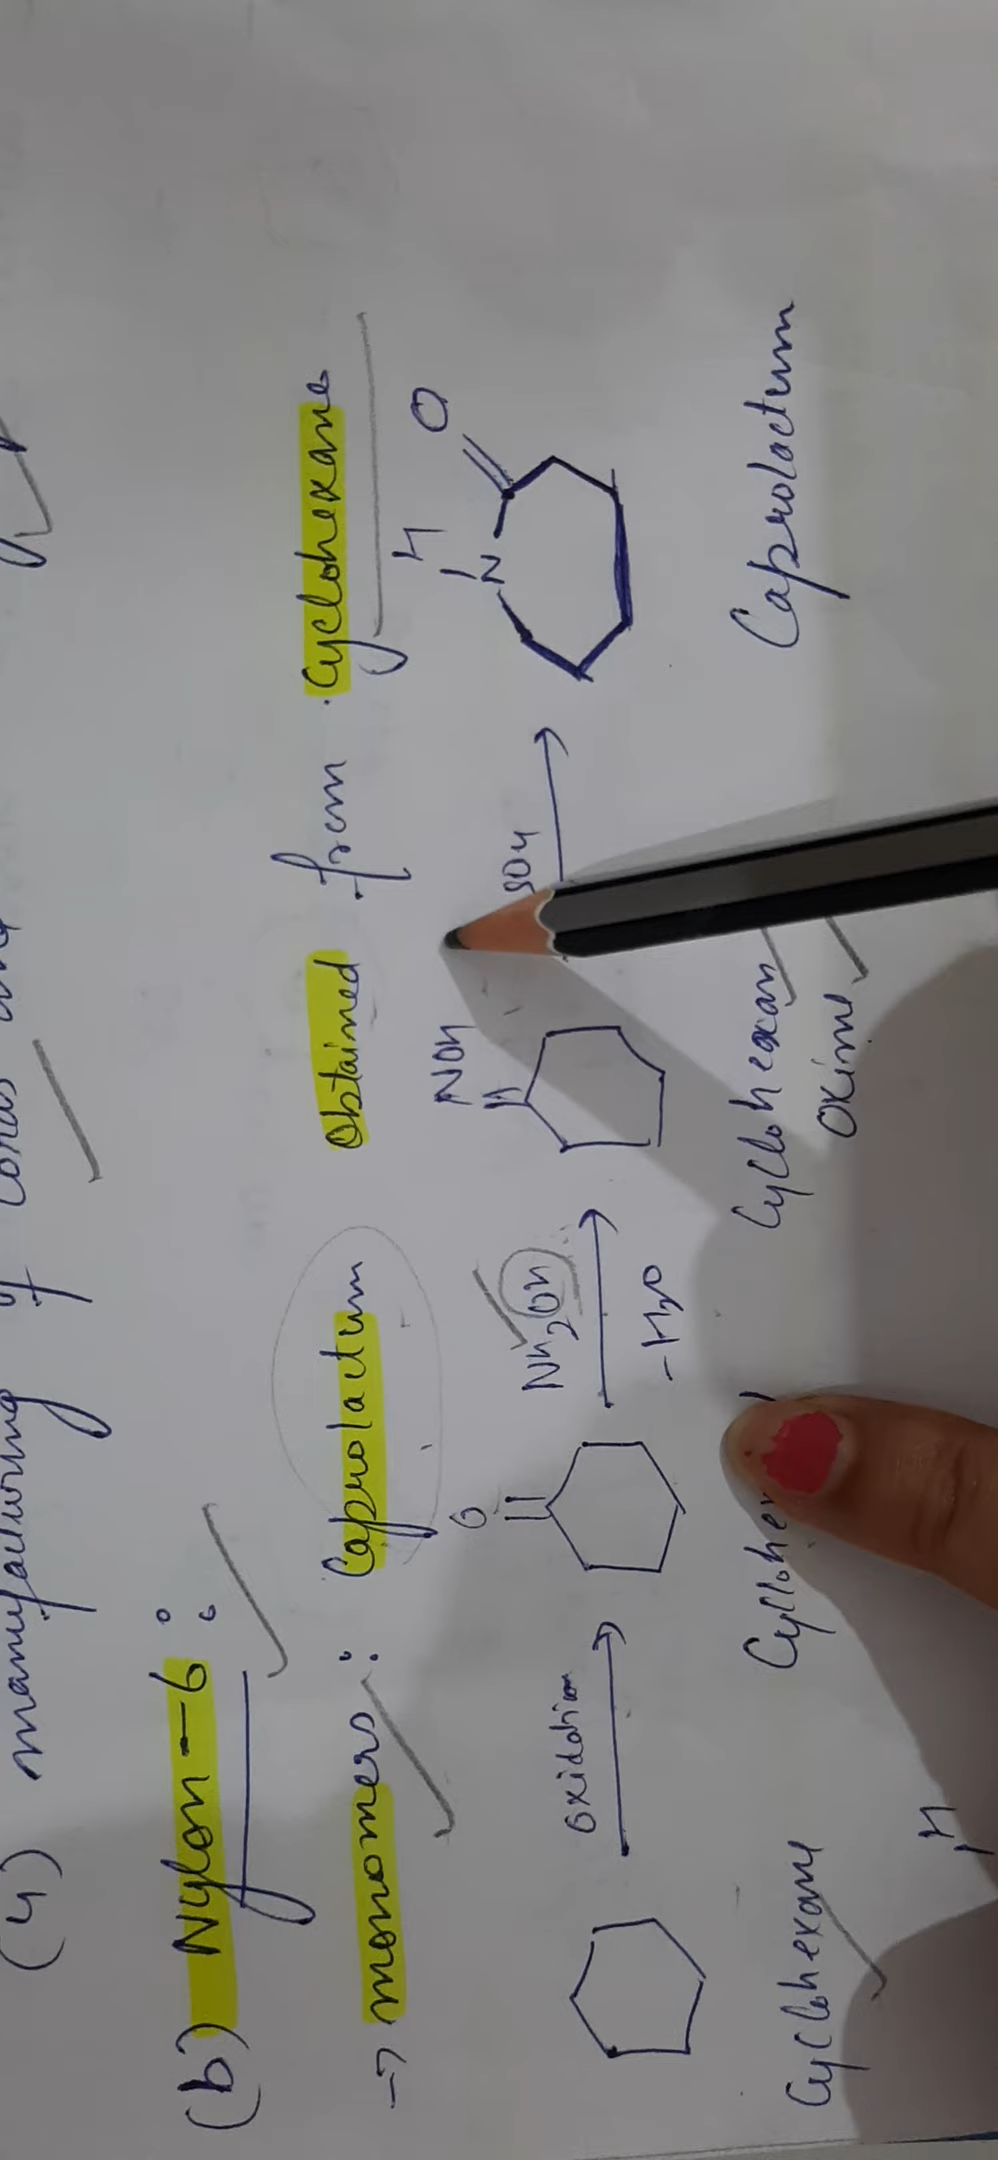 (4) manufacturing of
(b) Nylon-6 :
→ monomers : Caprolactum Obtained from Cyclohexane
O NOH H O
oxidation NH2OH SO4 N
-H2O
Cyclohexane Cyclohexan Caprolactum
Oxime
H